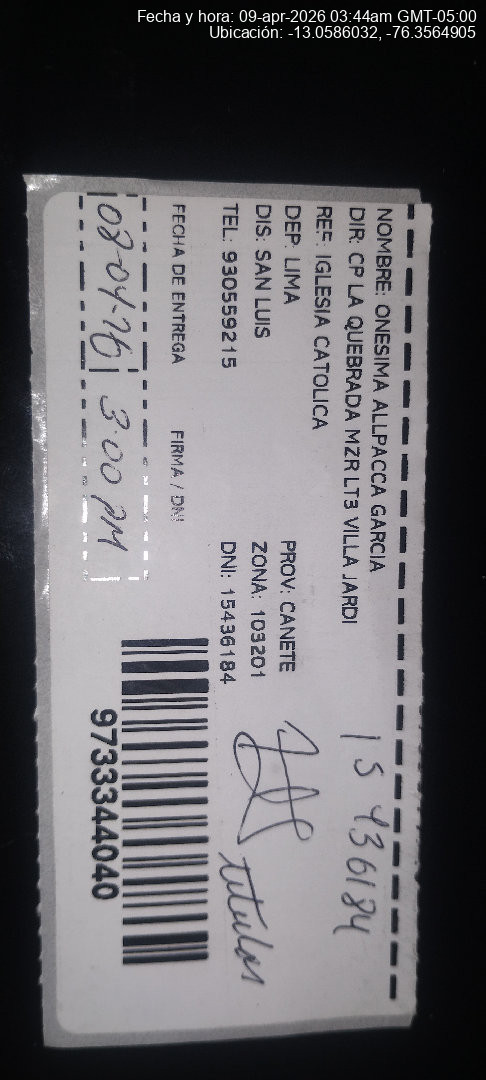 Fecha y hora: 09-apr-2026 03:44am GMT-05:00
Ubicación: -13.0586032, -76.3564905
NOMBRE: ONESIMA ALLPACCA GARCIA
DIR: CP LA QUEBRADA MZR LT3 VILLA JARDI
REF: IGLESIA CATOLICA
DEP: LIMA PROV: CANETE
DIS: SAN LUIS ZONA: 103201
TEL: 930559215 DNI: 15436184
FECHA DE ENTREGA FIRMA / DNI
08-04-26 3:00 PM
15436184
titular
9733344040